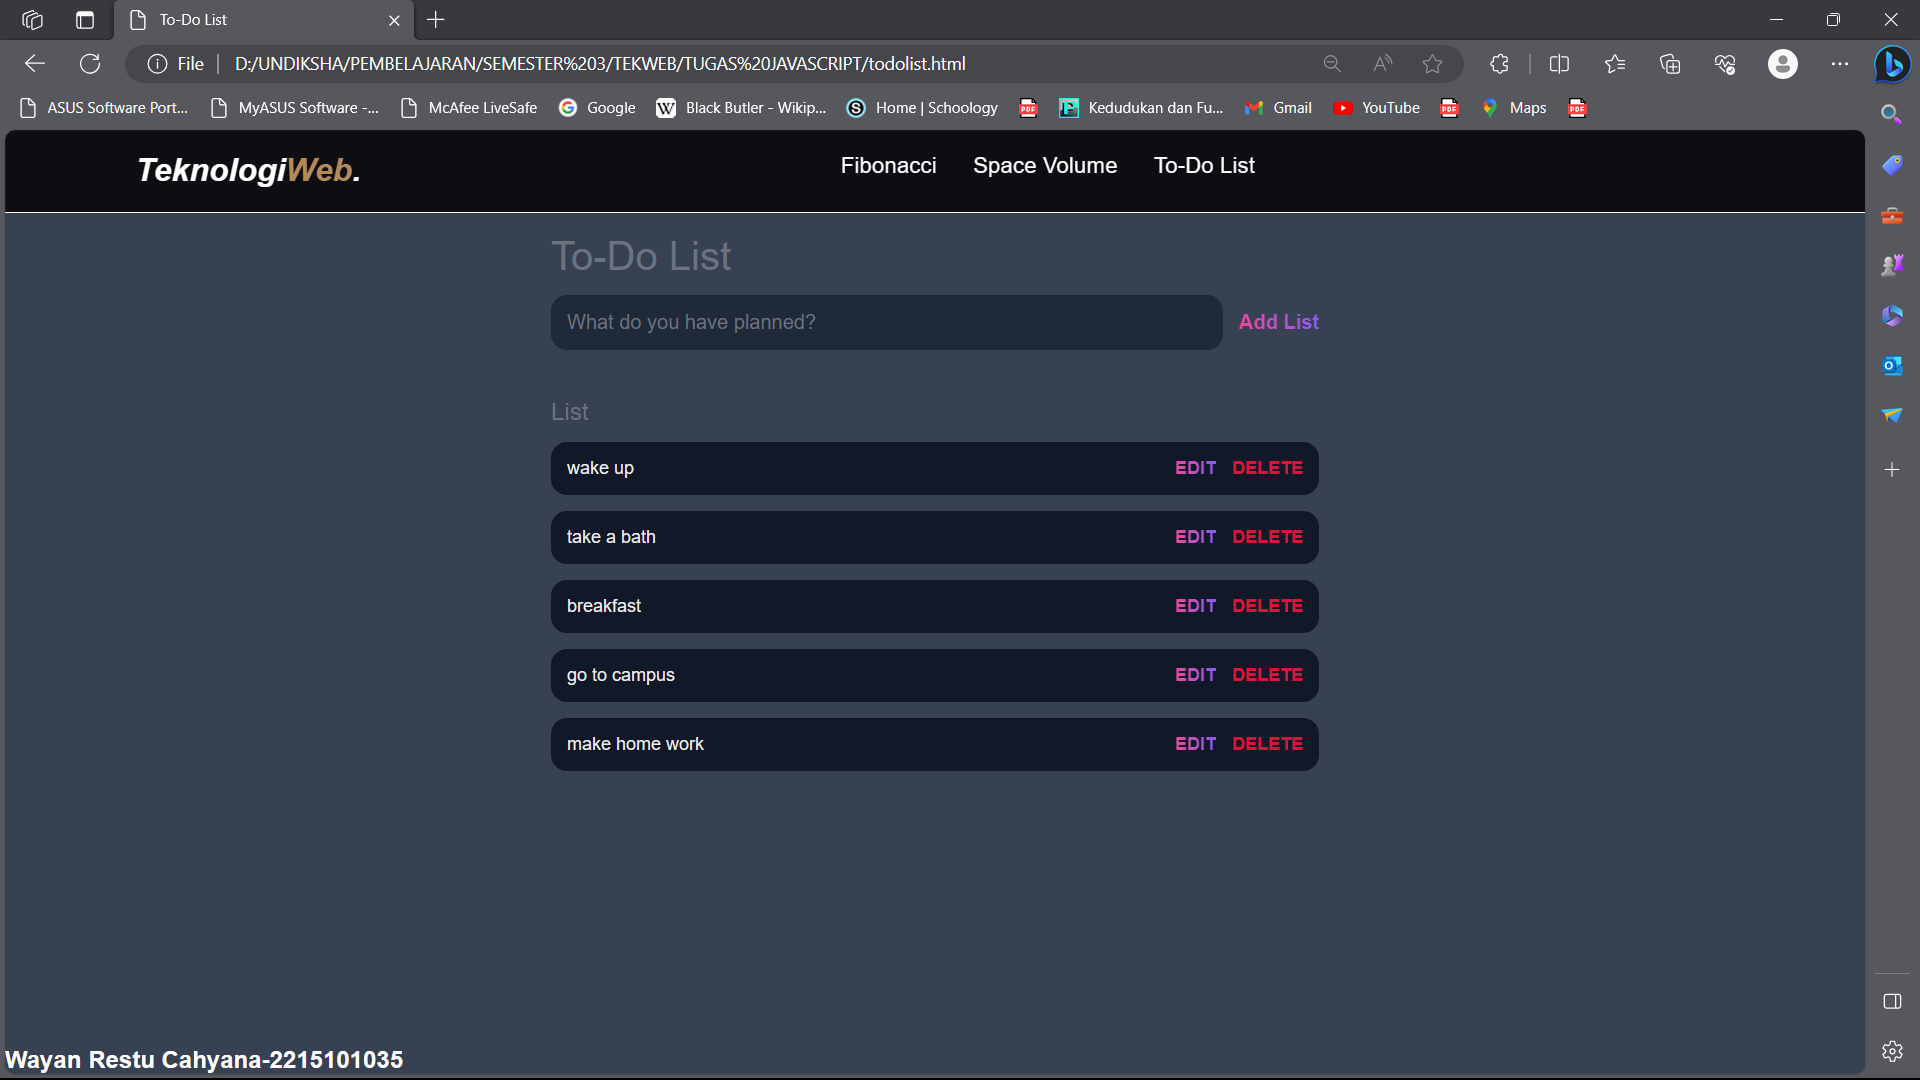 To-Do List
File
D:/UNDIKSHA/PEMBELAJARAN/SEMESTER%203/TEKWEB/TUGAS%20JAVASCRIPT/todolist.html
ASUS Software Port... MyASUS Software -... McAfee LiveSafe Google Black Butler - Wikip... Home | Schoology Kedudukan dan Fu... Gmail YouTube Maps
TeknologiWeb. Fibonacci Space Volume To-Do List
To-Do List
What do you have planned? Add List
List
wake up EDIT DELETE
take a bath EDIT DELETE
breakfast EDIT DELETE
go to campus EDIT DELETE
make home work EDIT DELETE
Wayan Restu Cahyana-2215101035